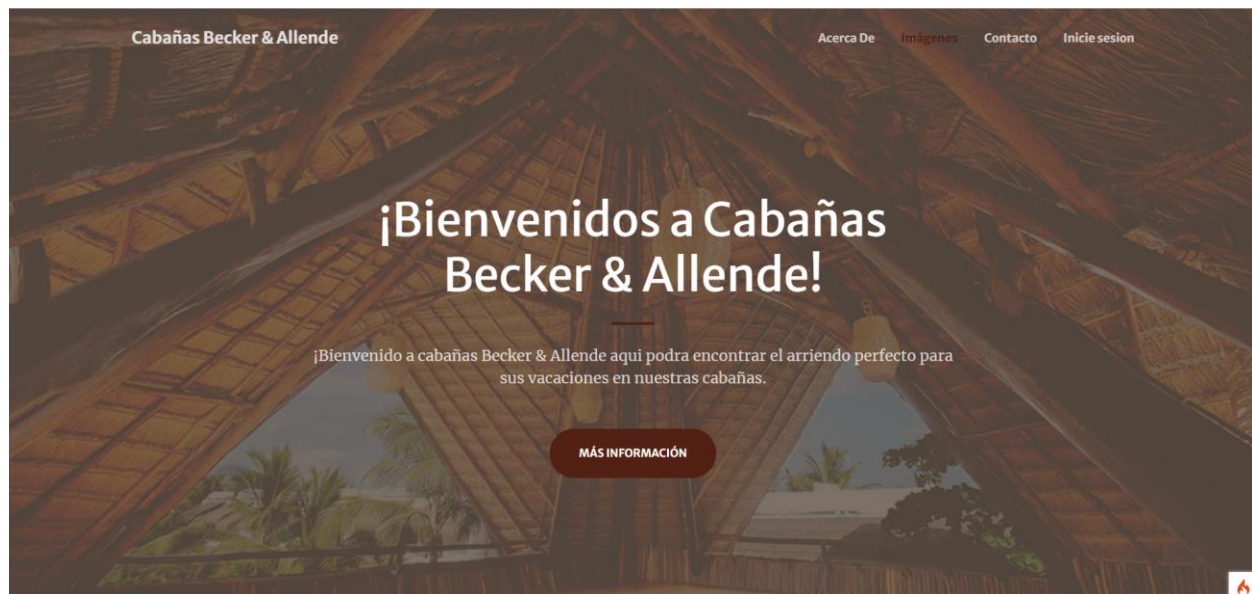 Cabañas Becker & Allende
Acerca De Imágenes Contacto Inicie sesion
¡Bienvenidos a Cabañas
Becker & Allende!
¡Bienvenido a cabañas Becker & Allende aqui podra encontrar el arriendo perfecto para
sus vacaciones en nuestras cabañas.
MÁS INFORMACIÓN